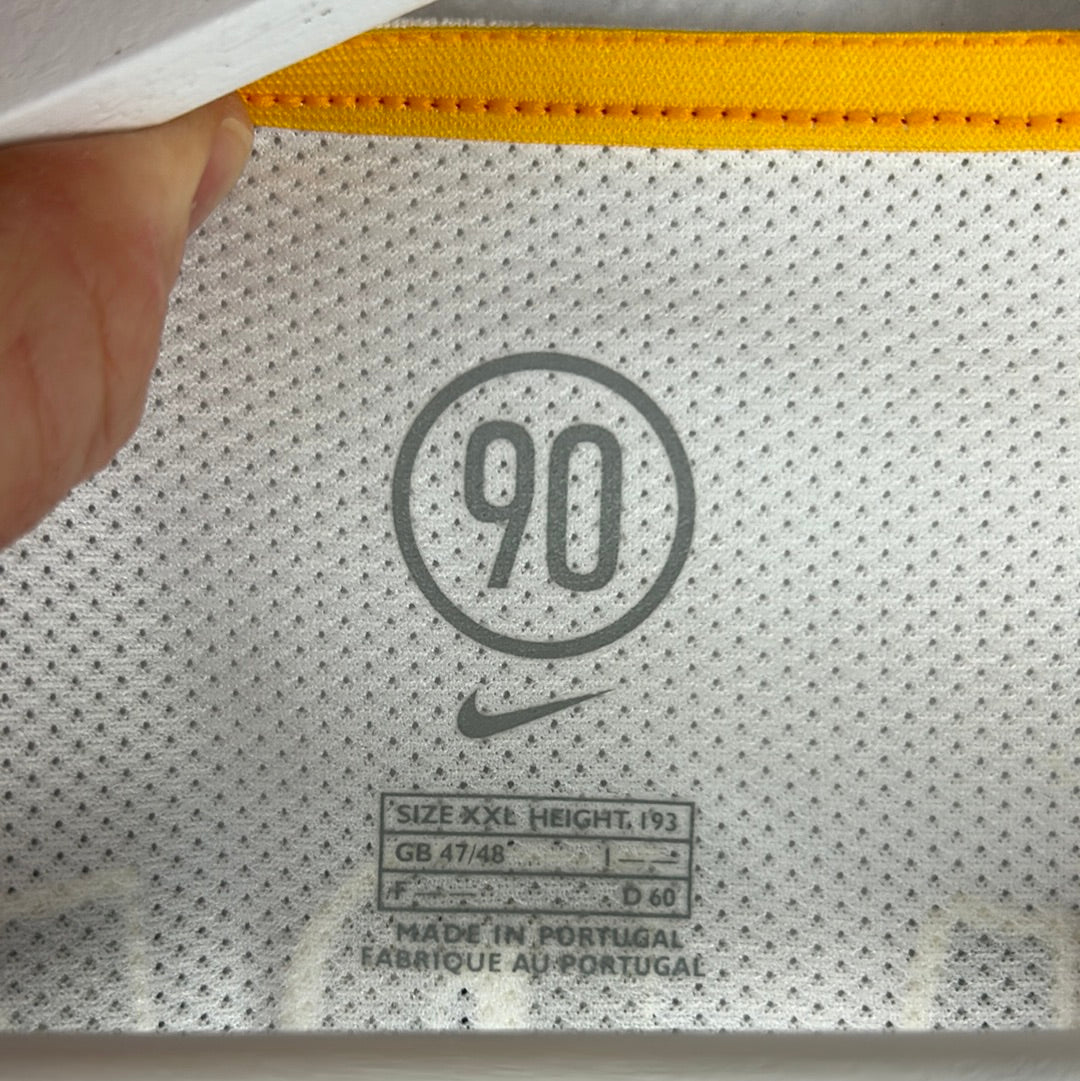 90
SIZE XXL HEIGHT. 193
GB 47/48 I — —
F — — D 60
MADE IN PORTUGAL
FABRIQUE AU PORTUGAL